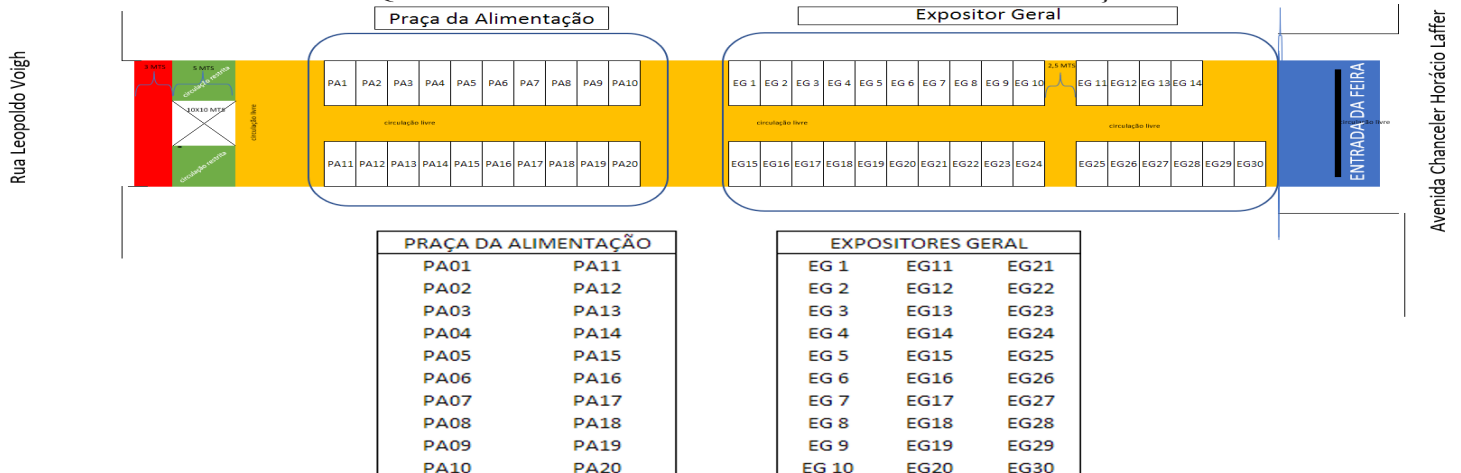 Praça da Alimentação
Expositor Geral
Rua Leopoldo Voigh
5 MTS
circulação restrita
10X10 MTS
circulação restrita
circulação livre
PA1 PA2 PA3 PA4 PA5 PA6 PA7 PA8 PA9 PA10
circulação livre
PA11 PA12 PA13 PA14 PA15 PA16 PA17 PA18 PA19 PA20
EG 1 EG 2 EG 3 EG 4 EG 5 EG 6 EG 7 EG 8 EG 9 EG 10
2,5 MTS
EG 11 EG12 EG 13 EG 14
circulação livre
circulação livre
EG15 EG16 EG17 EG18 EG19 EG20 EG21 EG22 EG23 EG24
EG25 EG26 EG27 EG28 EG29 EG30
ENTRADA DA FEIRA
circulação livre
Avenida Chanceler Horácio Laffer
PRAÇA DA ALIMENTAÇÃO
PA01 PA11
PA02 PA12
PA03 PA13
PA04 PA14
PA05 PA15
PA06 PA16
PA07 PA17
PA08 PA18
PA09 PA19
PA10 PA20
EXPOSITORES GERAL
EG 1 EG11 EG21
EG 2 EG12 EG22
EG 3 EG13 EG23
EG 4 EG14 EG24
EG 5 EG15 EG25
EG 6 EG16 EG26
EG 7 EG17 EG27
EG 8 EG18 EG28
EG 9 EG19 EG29
EG 10 EG20 EG30